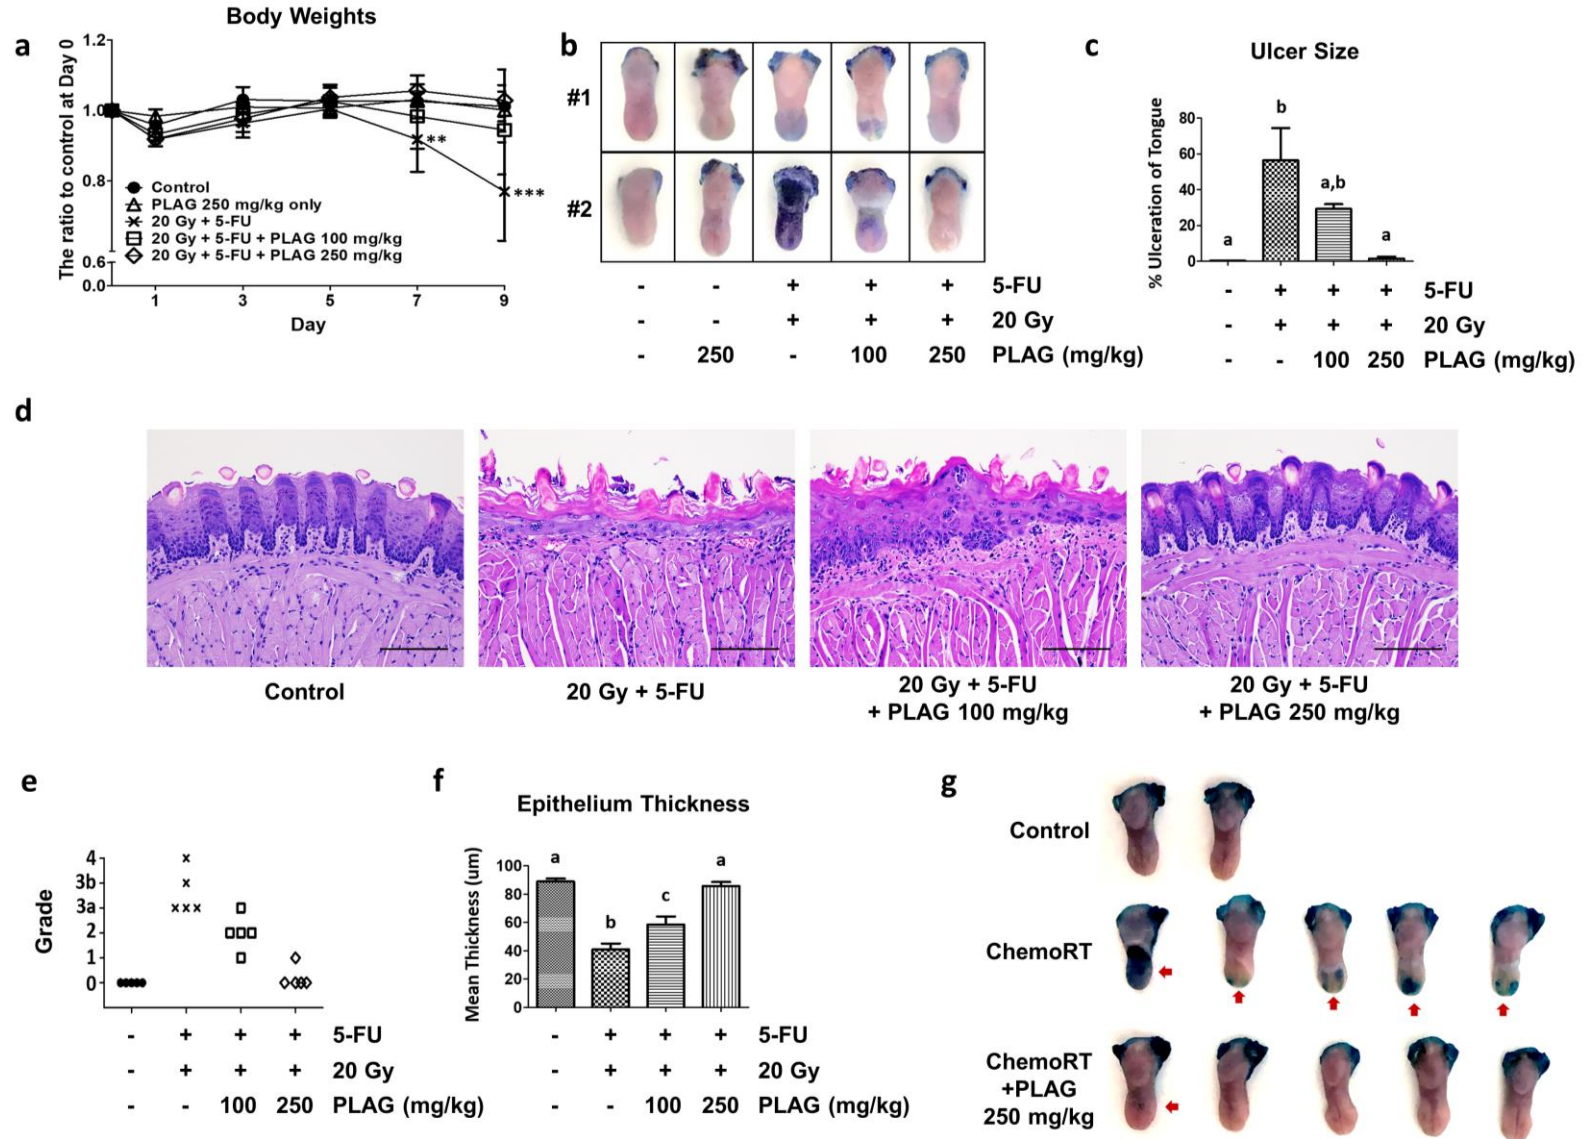 a
Body Weights
The ratio to control at Day 0
1.2
1.0
0.8
0.6
0.0
**
***
Control
PLAG 250 mg/kg only
20 Gy + 5-FU
20 Gy + 5-FU + PLAG 100 mg/kg
20 Gy + 5-FU + PLAG 250 mg/kg
1 3 5 7 9
Day
b
#1
#2
- - + + + 5-FU
- - + + + 20 Gy
- 250 - 100 250 PLAG (mg/kg)
c
Ulcer Size
% Ulceration of Tongue
80
60
40
20
0
a b a,b a
- + + + 5-FU
- + + + 20 Gy
- - 100 250 PLAG (mg/kg)
d
Control
20 Gy + 5-FU
20 Gy + 5-FU
+ PLAG 100 mg/kg
20 Gy + 5-FU
+ PLAG 250 mg/kg
e
Grade
4
3b
3a
2
1
0
- + + + 5-FU
- + + + 20 Gy
- - 100 250 PLAG (mg/kg)
f
Epithelium Thickness
Mean Thickness (um)
100
80
60
40
20
0
a b c a
- + + + 5-FU
- + + + 20 Gy
- - 100 250 PLAG (mg/kg)
g
Control
ChemoRT
ChemoRT
+PLAG
250 mg/kg